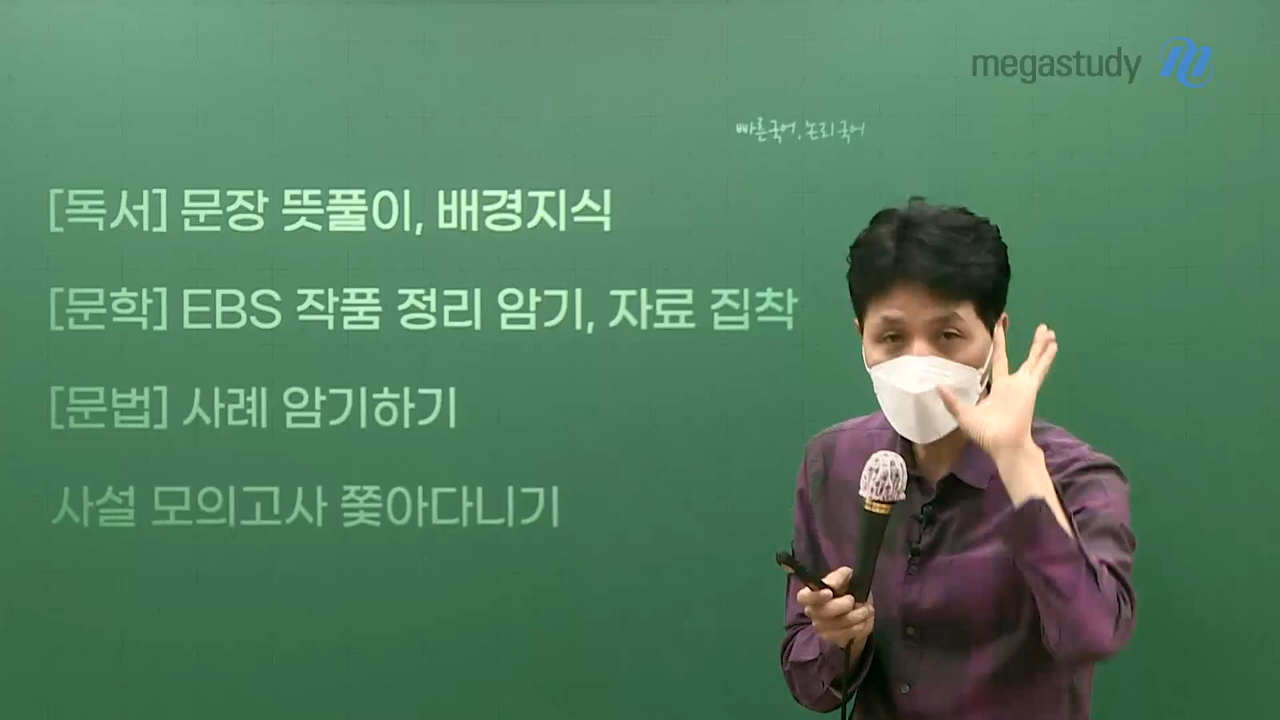 megastudy
빠른국어, 논리국어
[독서] 문장 뜻풀이, 배경지식
[문학] EBS 작품 정리 암기, 자료 집착
[문법] 사례 암기하기
사설 모의고사 쫓아다니기